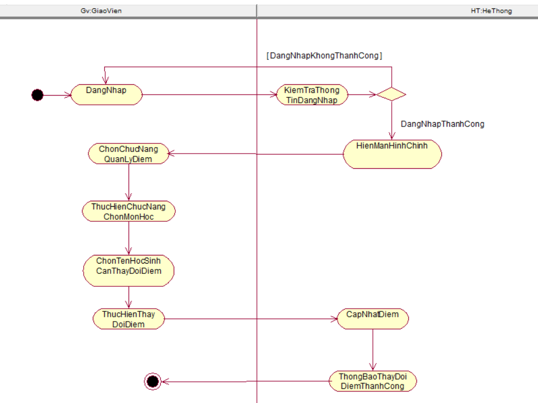 Gv:GiaoVien
HT:HeThong
[DangNhapKhongThanhCong]
DangNhap
KiemTraThong
TinDangNhap
DangNhapThanhCong
HienManHinhChinh
ChonChucNang
QuanLyDiem
ThucHienChucNang
ChonMonHoc
ChonTenHocSinh
CanThayDoiDiem
ThucHienThay
DoiDiem
CapNhatDiem
ThongBaoThayDoi
DiemThanhCong